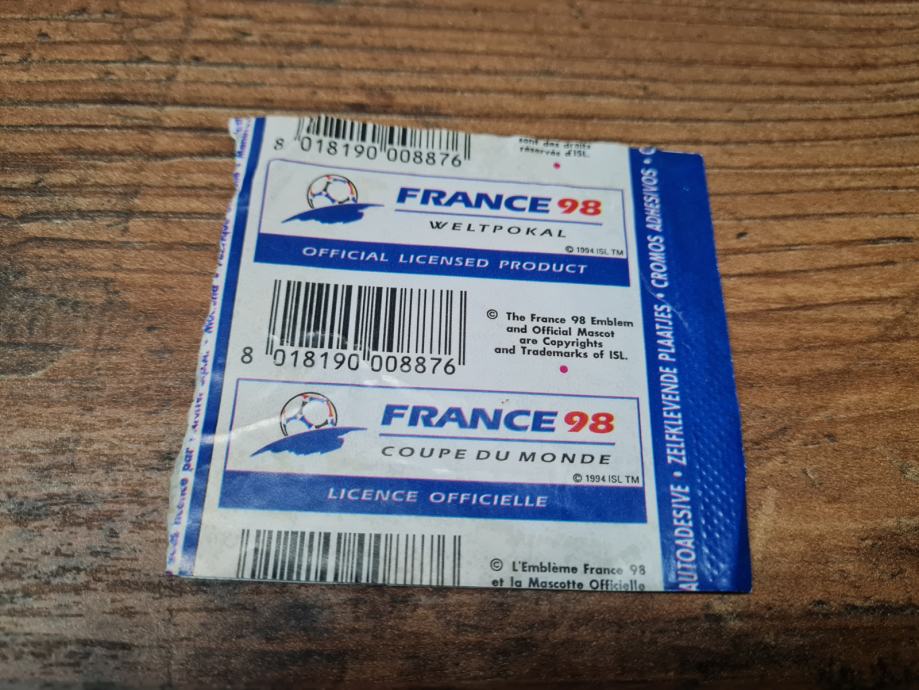 8 018190 008876
sont des droits
réservés d'ISL.
FRANCE 98
WELTPOKAL
© 1994 ISL TM
OFFICIAL LICENSED PRODUCT
© The France 98 Emblem
and Official Mascot
are Copyrights
and Trademarks of ISL.
8 018190 008876
FRANCE 98
COUPE DU MONDE
© 1994 ISL TM
LICENCE OFFICIELLE
© L'Emblème France 98
et la Mascotte Officielle
AUTOADESIVE • ZELFKLEVENDE PLAATJES • CROMOS ADHESIVOS •